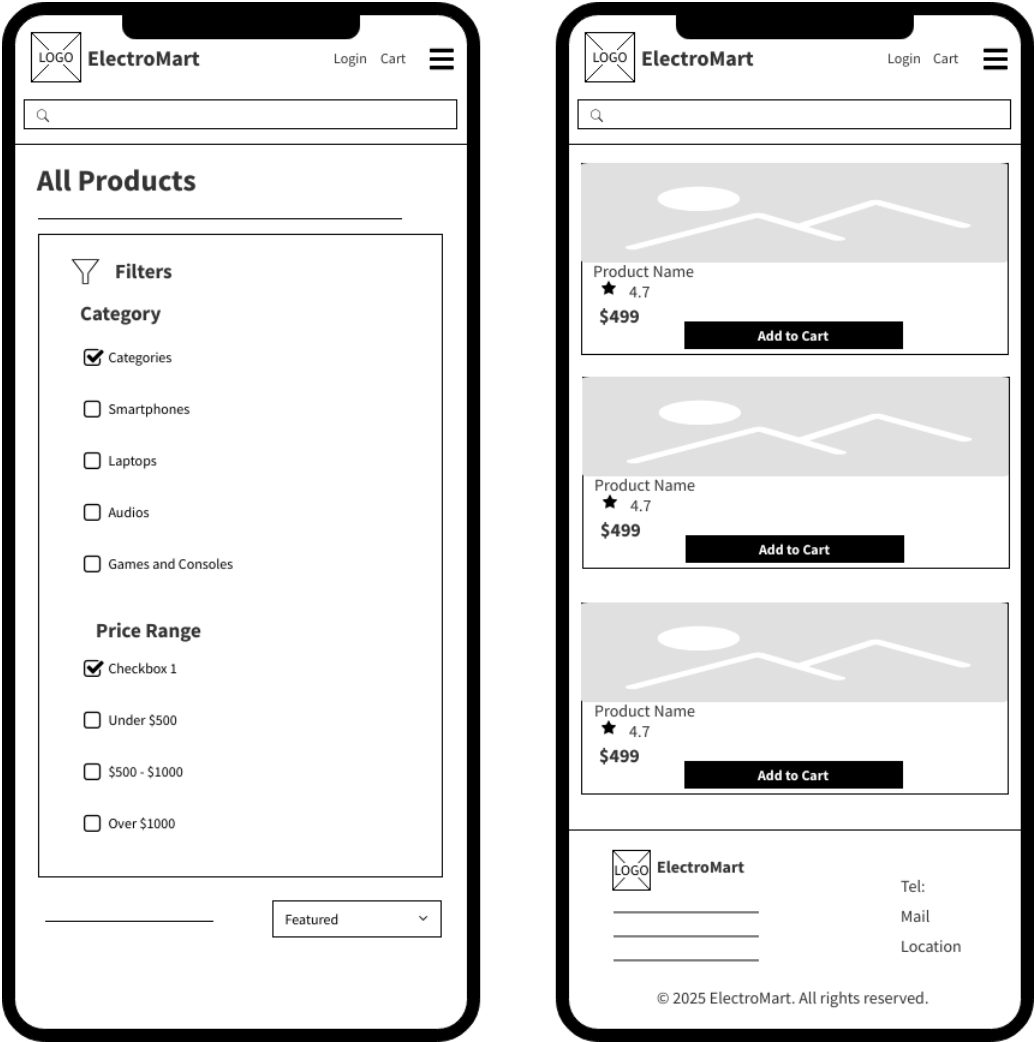 LOGO ElectroMart Login Cart
All Products
Filters
Category
Categories
Smartphones
Laptops
Audios
Games and Consoles
Price Range
Checkbox 1
Under $500
$500 - $1000
Over $1000
Featured
LOGO ElectroMart Login Cart
Product Name
4.7
$499
Add to Cart
Product Name
4.7
$499
Add to Cart
Product Name
4.7
$499
Add to Cart
LOGO ElectroMart
Tel:
Mail
Location
© 2025 ElectroMart. All rights reserved.